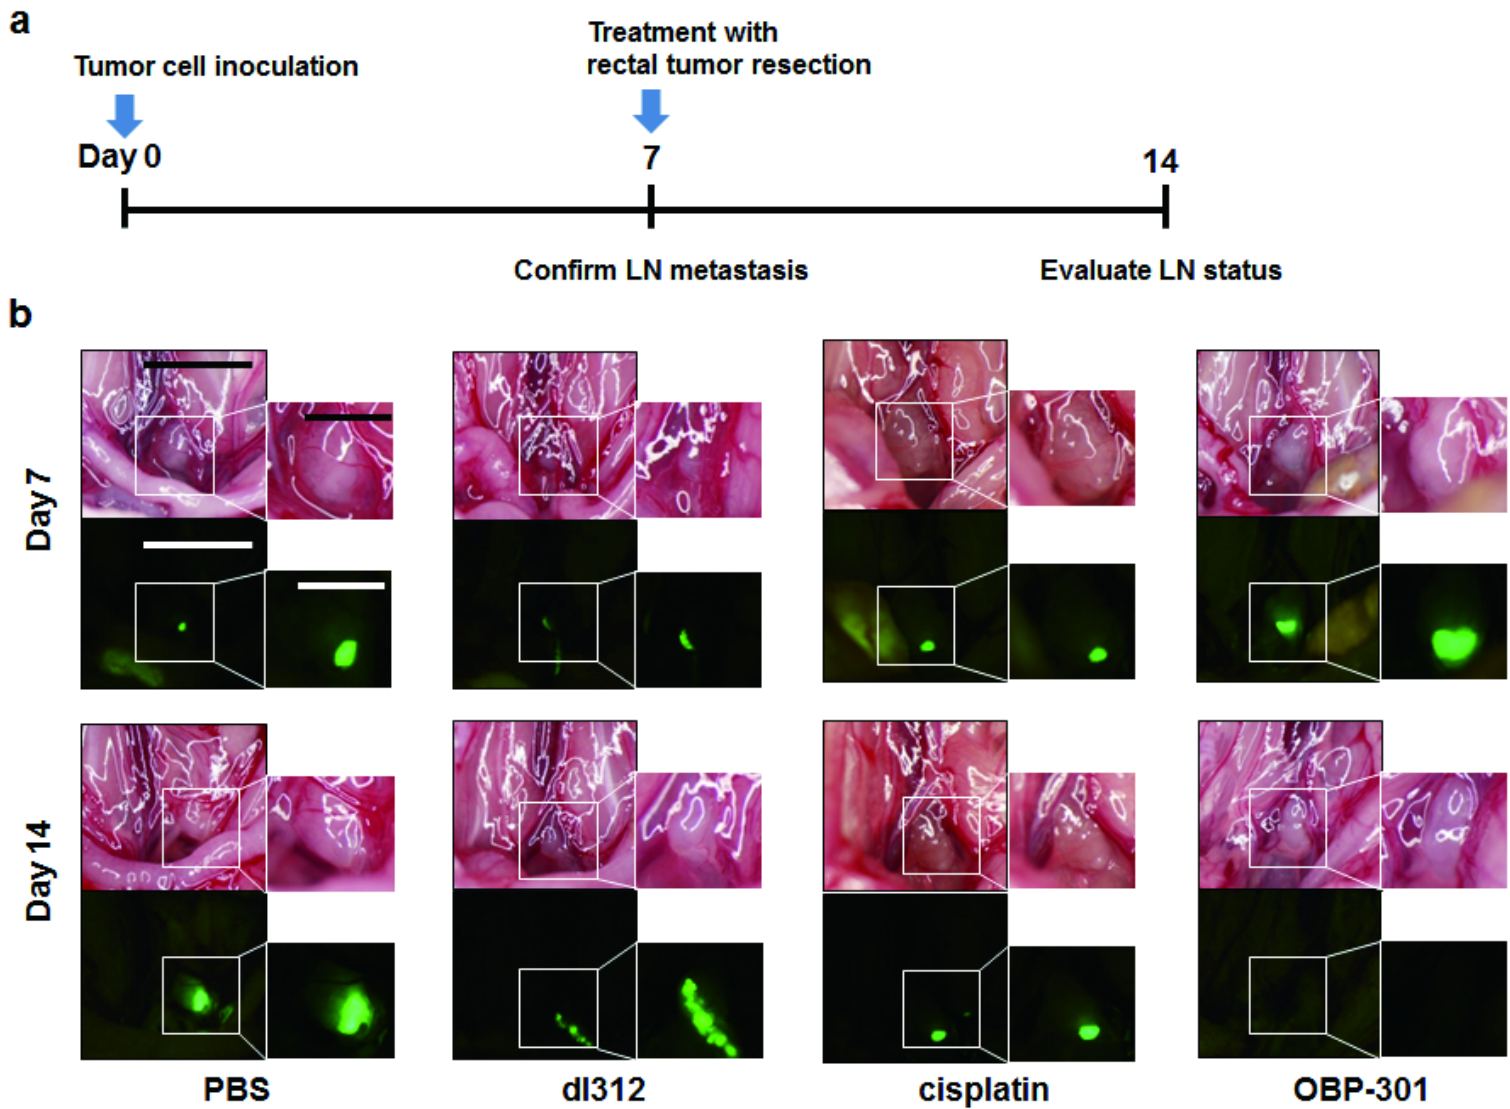 a
Tumor cell inoculation
Treatment with
rectal tumor resection
Day 0
7
14
Confirm LN metastasis
Evaluate LN status
b
Day 7
Day 14
PBS
dl312
cisplatin
OBP-301